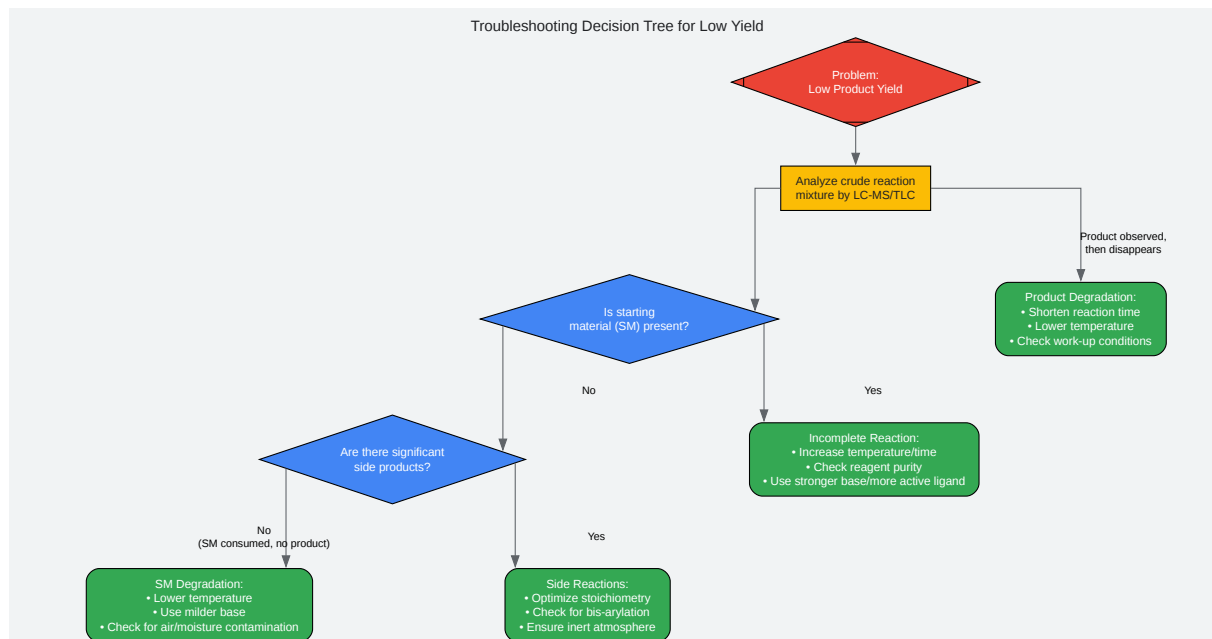 Troubleshooting Decision Tree for Low Yield
Problem:
Low Product Yield
Analyze crude reaction
mixture by LC-MS/TLC
Product observed,
then disappears
Is starting
material (SM) present?
Product Degradation:
• Shorten reaction time
• Lower temperature
• Check work-up conditions
No
Yes
Are there significant
side products?
Incomplete Reaction:
• Increase temperature/time
• Check reagent purity
• Use stronger base/more active ligand
No
(SM consumed, no product)
Yes
SM Degradation:
• Lower temperature
• Use milder base
• Check for air/moisture contamination
Side Reactions:
• Optimize stoichiometry
• Check for bis-arylation
• Ensure inert atmosphere